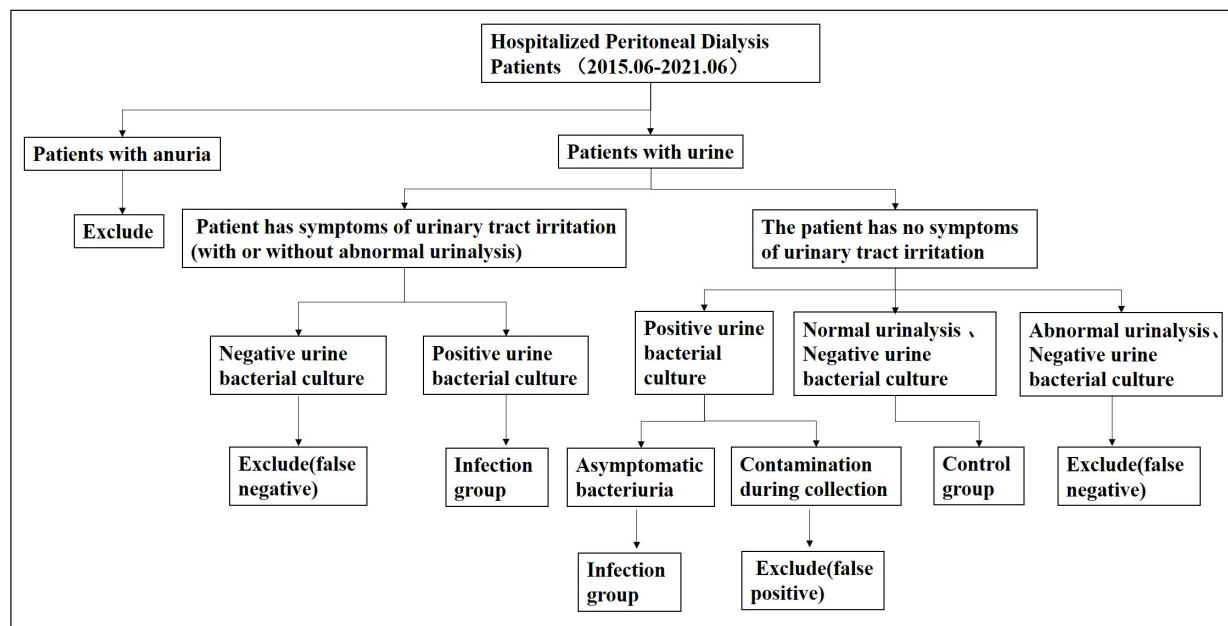 Hospitalized Peritoneal Dialysis
Patients （2015.06-2021.06）
Patients with anuria
Patients with urine
Exclude
Patient has symptoms of urinary tract irritation
(with or without abnormal urinalysis)
The patient has no symptoms
of urinary tract irritation
Negative urine
bacterial culture
Positive urine
bacterial culture
Positive urine
bacterial
culture
Normal urinalysis 、
Negative urine
bacterial culture
Abnormal urinalysis、
Negative urine
bacterial culture
Exclude(false
negative)
Infection
group
Asymptomatic
bacteriuria
Contamination
during collection
Control
group
Exclude(false
negative)
Infection
group
Exclude(false
positive)